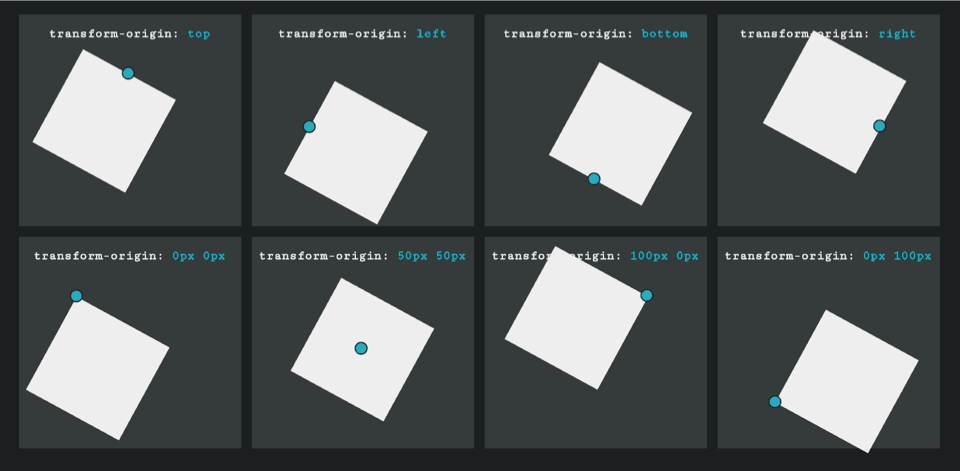 transform-origin: top
transform-origin: left
transform-origin: bottom
transform-origin: right
transform-origin: 0px 0px
transform-origin: 50px 50px
transform-origin: 100px 0px
transform-origin: 0px 100px